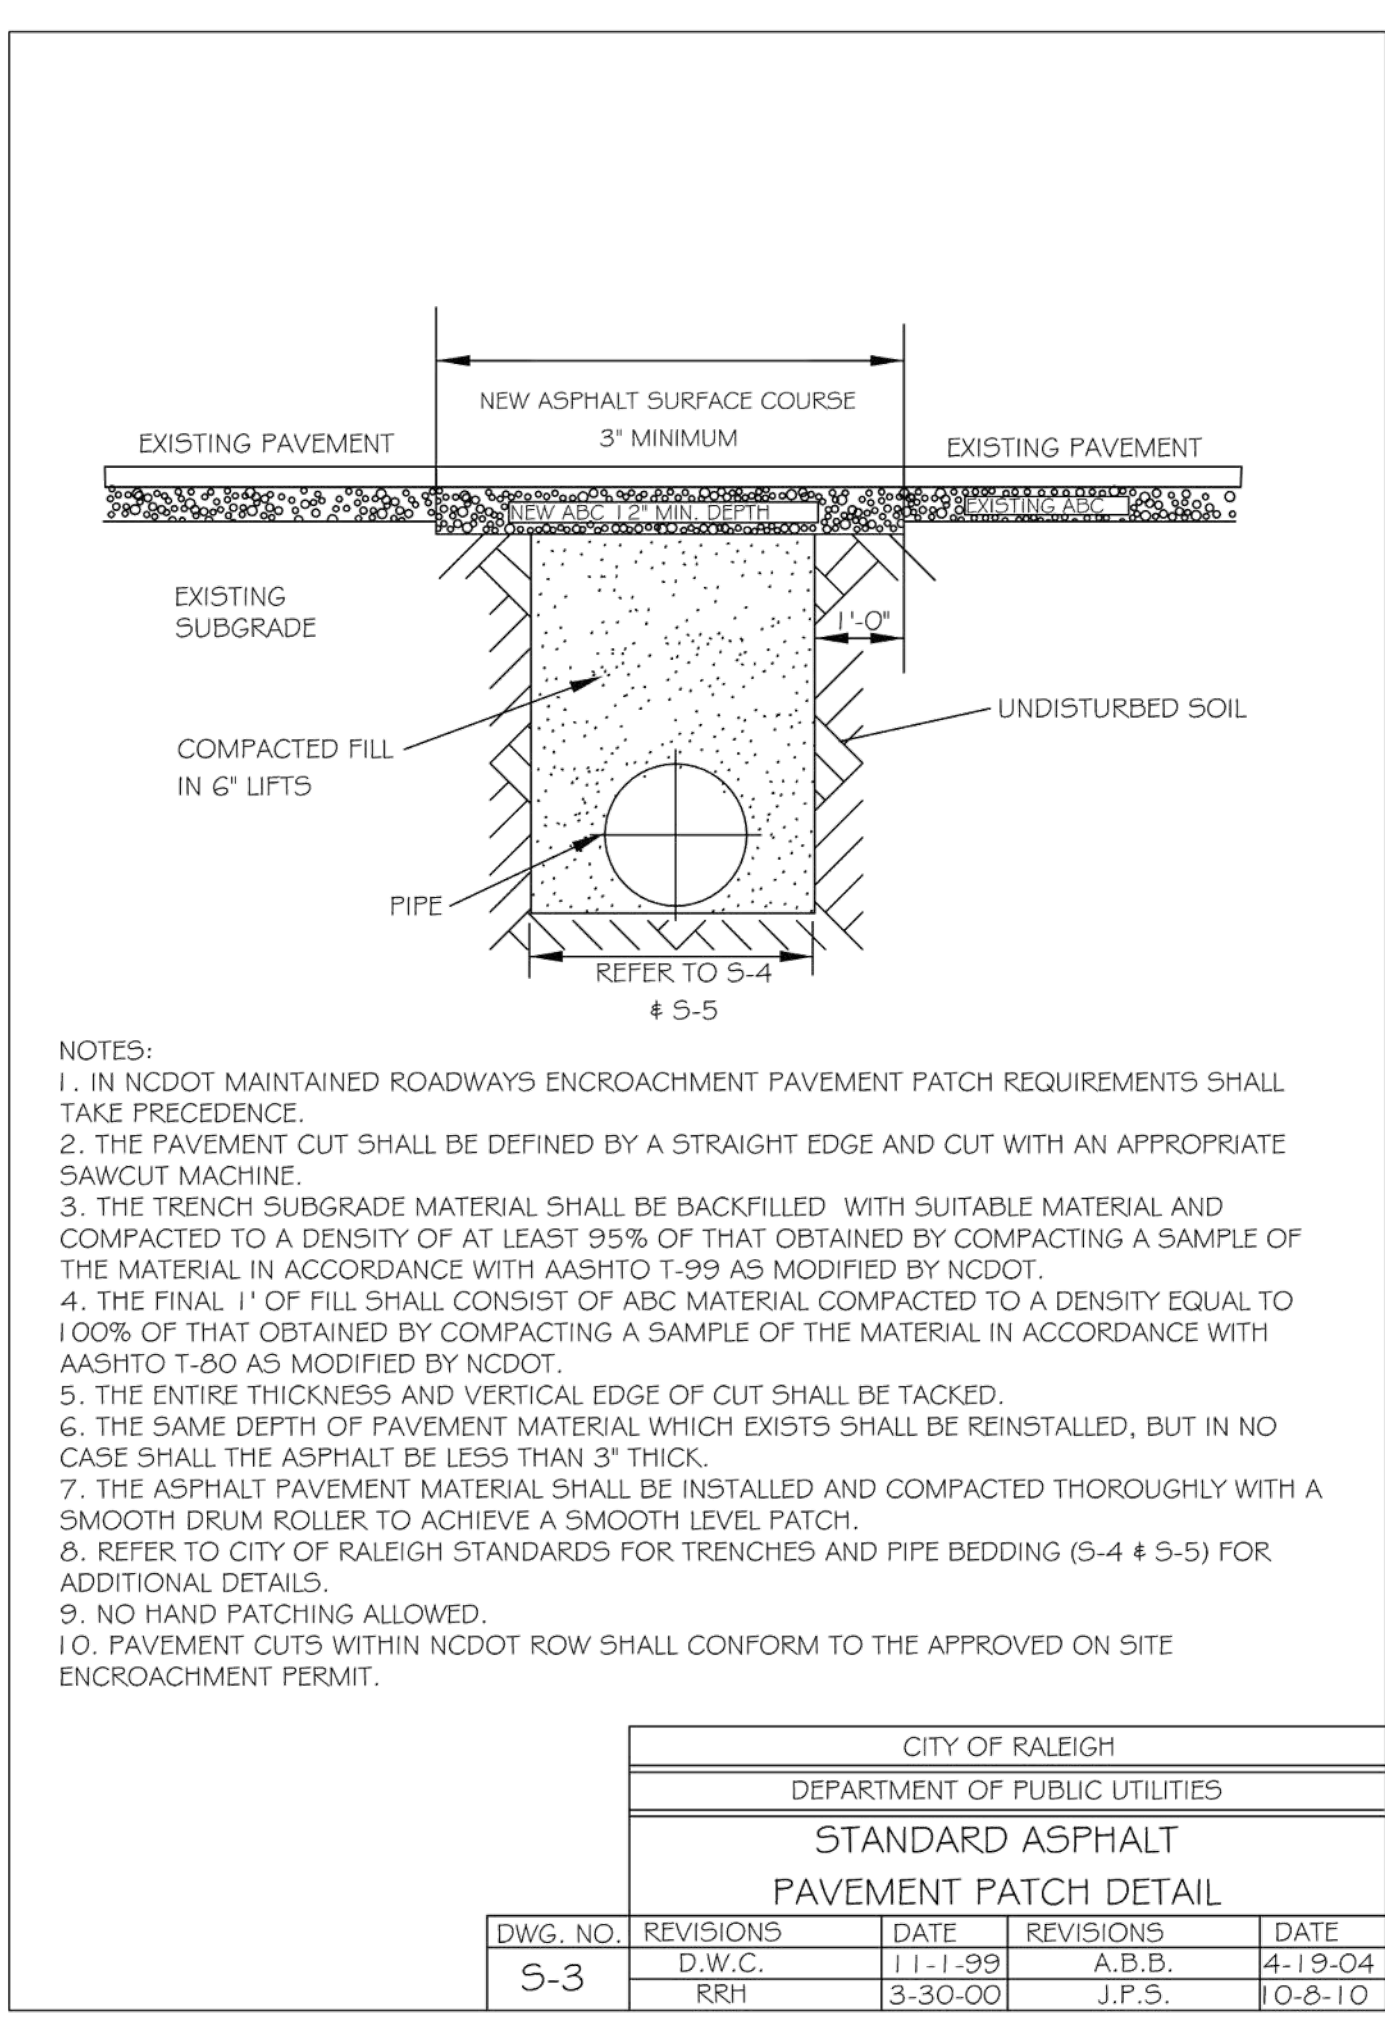 NEW ASPHALT SURFACE COURSE
3" MINIMUM
EXISTING PAVEMENT
EXISTING PAVEMENT
NEW ABC 12" MIN. DEPTH
EXISTING ABC
EXISTING
SUBGRADE
1'-0"
UNDISTURBED SOIL
COMPACTED FILL
IN 6" LIFTS
PIPE
REFER TO S-4
& S-5
NOTES:
1. IN NCDOT MAINTAINED ROADWAYS ENCROACHMENT PAVEMENT PATCH REQUIREMENTS SHALL
TAKE PRECEDENCE.
2. THE PAVEMENT CUT SHALL BE DEFINED BY A STRAIGHT EDGE AND CUT WITH AN APPROPRIATE
SAWCUT MACHINE.
3. THE TRENCH SUBGRADE MATERIAL SHALL BE BACKFILLED WITH SUITABLE MATERIAL AND
COMPACTED TO A DENSITY OF AT LEAST 95% OF THAT OBTAINED BY COMPACTING A SAMPLE OF
THE MATERIAL IN ACCORDANCE WITH AASHTO T-99 AS MODIFIED BY NCDOT.
4. THE FINAL 1' OF FILL SHALL CONSIST OF ABC MATERIAL COMPACTED TO A DENSITY EQUAL TO
100% OF THAT OBTAINED BY COMPACTING A SAMPLE OF THE MATERIAL IN ACCORDANCE WITH
AASHTO T-80 AS MODIFIED BY NCDOT.
5. THE ENTIRE THICKNESS AND VERTICAL EDGE OF CUT SHALL BE TACKED.
6. THE SAME DEPTH OF PAVEMENT MATERIAL WHICH EXISTS SHALL BE REINSTALLED, BUT IN NO
CASE SHALL THE ASPHALT BE LESS THAN 3" THICK.
7. THE ASPHALT PAVEMENT MATERIAL SHALL BE INSTALLED AND COMPACTED THOROUGHLY WITH A
SMOOTH DRUM ROLLER TO ACHIEVE A SMOOTH LEVEL PATCH.
8. REFER TO CITY OF RALEIGH STANDARDS FOR TRENCHES AND PIPE BEDDING (S-4 & S-5) FOR
ADDITIONAL DETAILS.
9. NO HAND PATCHING ALLOWED.
10. PAVEMENT CUTS WITHIN NCDOT ROW SHALL CONFORM TO THE APPROVED ON SITE
ENCROACHMENT PERMIT.
CITY OF RALEIGH
DEPARTMENT OF PUBLIC UTILITIES
STANDARD ASPHALT
PAVEMENT PATCH DETAIL
DWG. NO. REVISIONS DATE REVISIONS DATE
S-3
D.W.C. 11-1-99 A.B.B. 4-19-04
RRH 3-30-00 J.P.S. 10-8-10